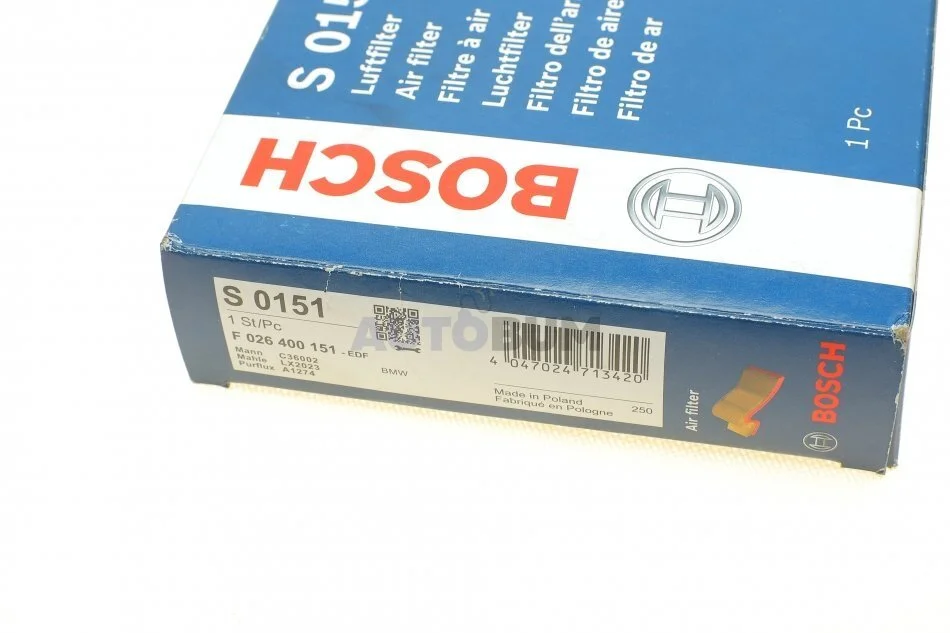 S 015
Luftfilter
Air filter
Filtre à air
Luchtfilter
Filtro dell'ar
Filtro de aire
Filtro de ar
1 Pc
BOSCH
S 0151
1 St/Pc
F 026 400 151 - EDF
Mann C36002
Mahle LX2023
Purflux A1274
BMW
4 047024 713420
Made in Poland
Fabriqué en Pologne 250
Air filter
BOSCH
AUTOBUM